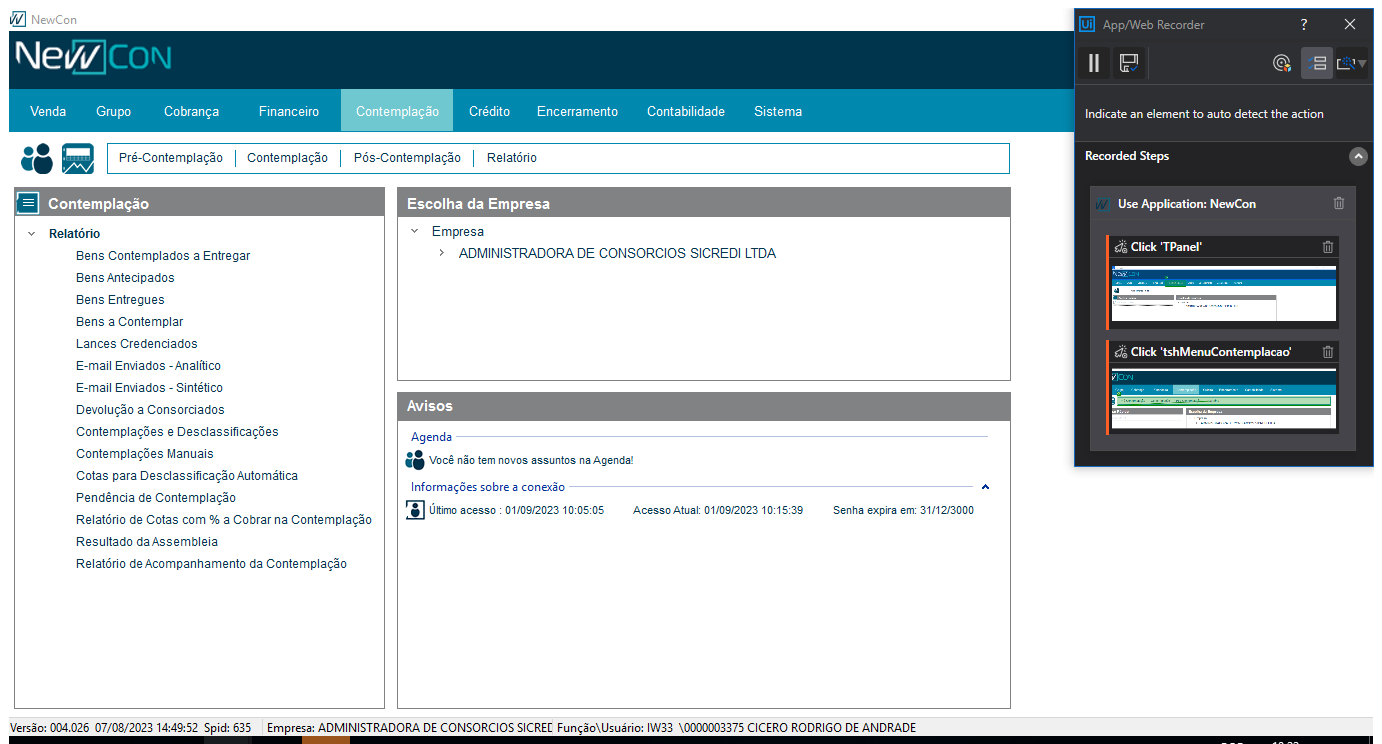 NewCon
NewCon
Venda Grupo Cobrança Financeiro Contemplação Crédito Encerramento Contabilidade Sistema
Pré-Contemplação Contemplação Pós-Contemplação Relatório
Contemplação
Relatório
Bens Contemplados a Entregar
Bens Antecipados
Bens Entregues
Bens a Contemplar
Lances Credenciados
E-mail Enviados - Analítico
E-mail Enviados - Sintético
Devolução a Consorciados
Contemplações e Desclassificações
Contemplações Manuais
Cotas para Desclassificação Automática
Pendência de Contemplação
Relatório de Cotas com % a Cobrar na Contemplação
Resultado da Assembleia
Relatório de Acompanhamento da Contemplação
Escolha da Empresa
Empresa
ADMINISTRADORA DE CONSORCIOS SICREDI LTDA
Avisos
Agenda
Você não tem novos assuntos na Agenda!
Informações sobre a conexão
Último acesso : 01/09/2023 10:05:05 Acesso Atual: 01/09/2023 10:15:39 Senha expira em: 31/12/3000
Versão: 004.026 07/08/2023 14:49:52 Spid: 635 Empresa: ADMINISTRADORA DE CONSORCIOS SICRED Função\Usuário: IW33 \0000003375 CICERO RODRIGO DE ANDRADE
Ui App/Web Recorder ?
Indicate an element to auto detect the action
Recorded Steps
Use Application: NewCon
Click 'TPanel'
Click 'tshMenuContemplacao'